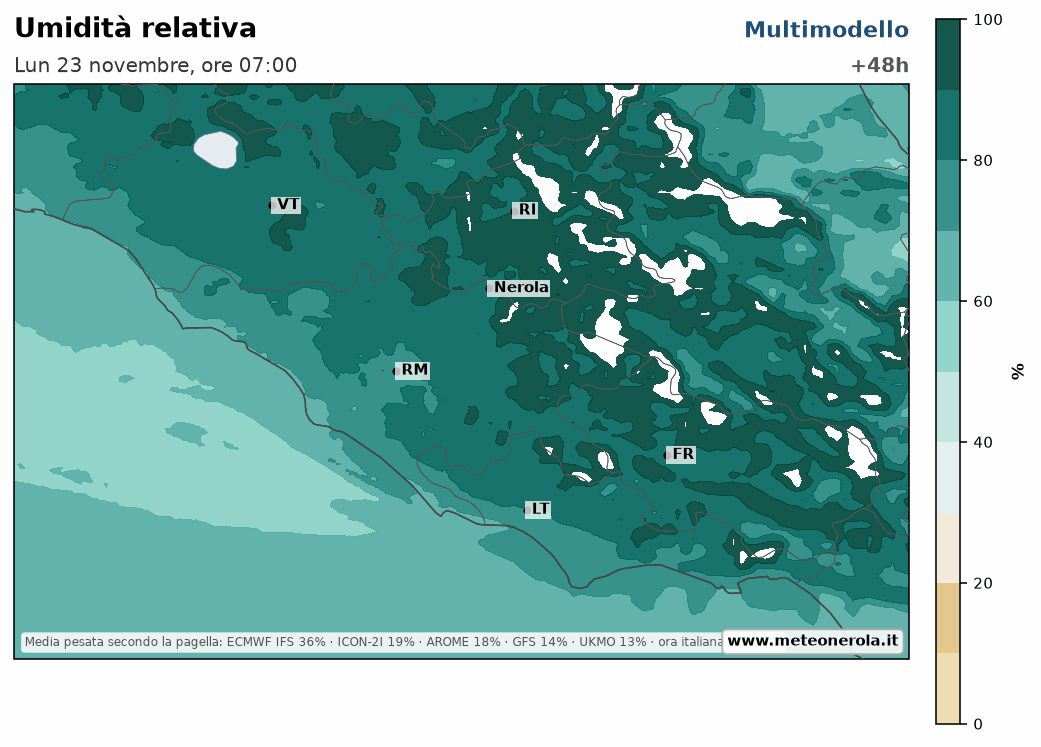 Umidità relativa
Multimodello
Lun 23 novembre, ore 07:00
+48h
VT
RI
Nerola
RM
FR
LT
Media pesata secondo la pagella: ECMWF IFS 36% · ICON-2I 19% · AROME 18% · GFS 14% · UKMO 13% · ora italiana
www.meteonerola.it
100
80
60
40
20
0
%